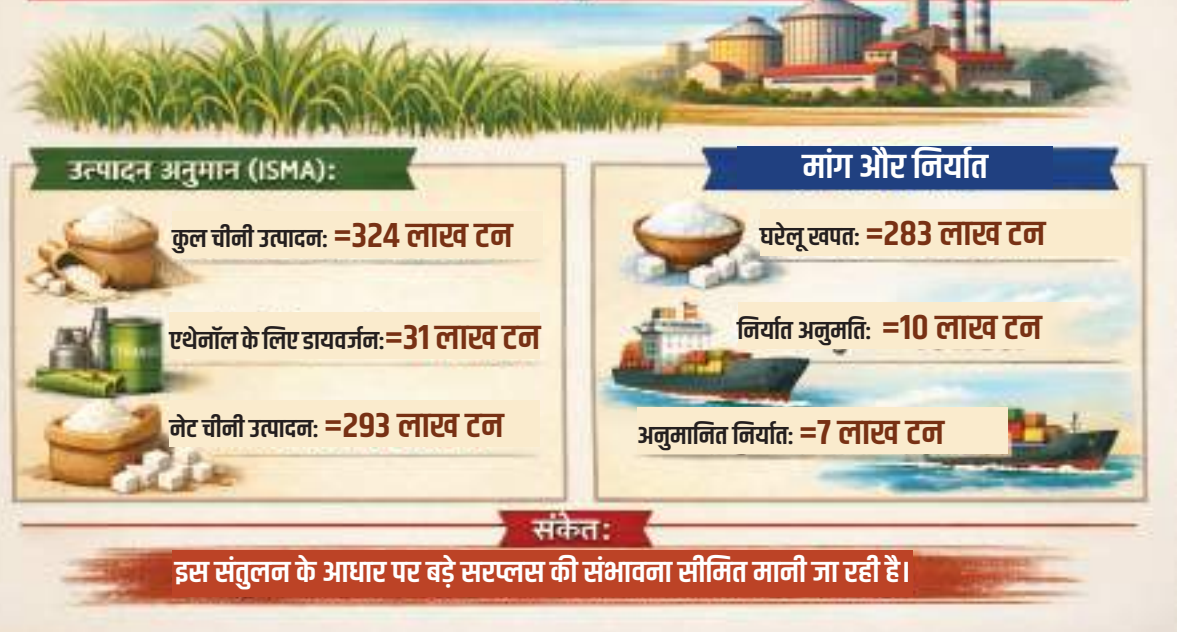 उत्पादन अनुमान (ISMA):
कुल चीनी उत्पादन: =324 लाख टन
एथेनॉल के लिए डायवर्जन:=31 लाख टन
नेट चीनी उत्पादन: =293 लाख टन
मांग और निर्यात
घरेलू खपत: =283 लाख टन
निर्यात अनुमति: =10 लाख टन
अनुमानित निर्यात: =7 लाख टन
संकेत:
इस संतुलन के आधार पर बड़े सरप्लस की संभावना सीमित मानी जा रही है।